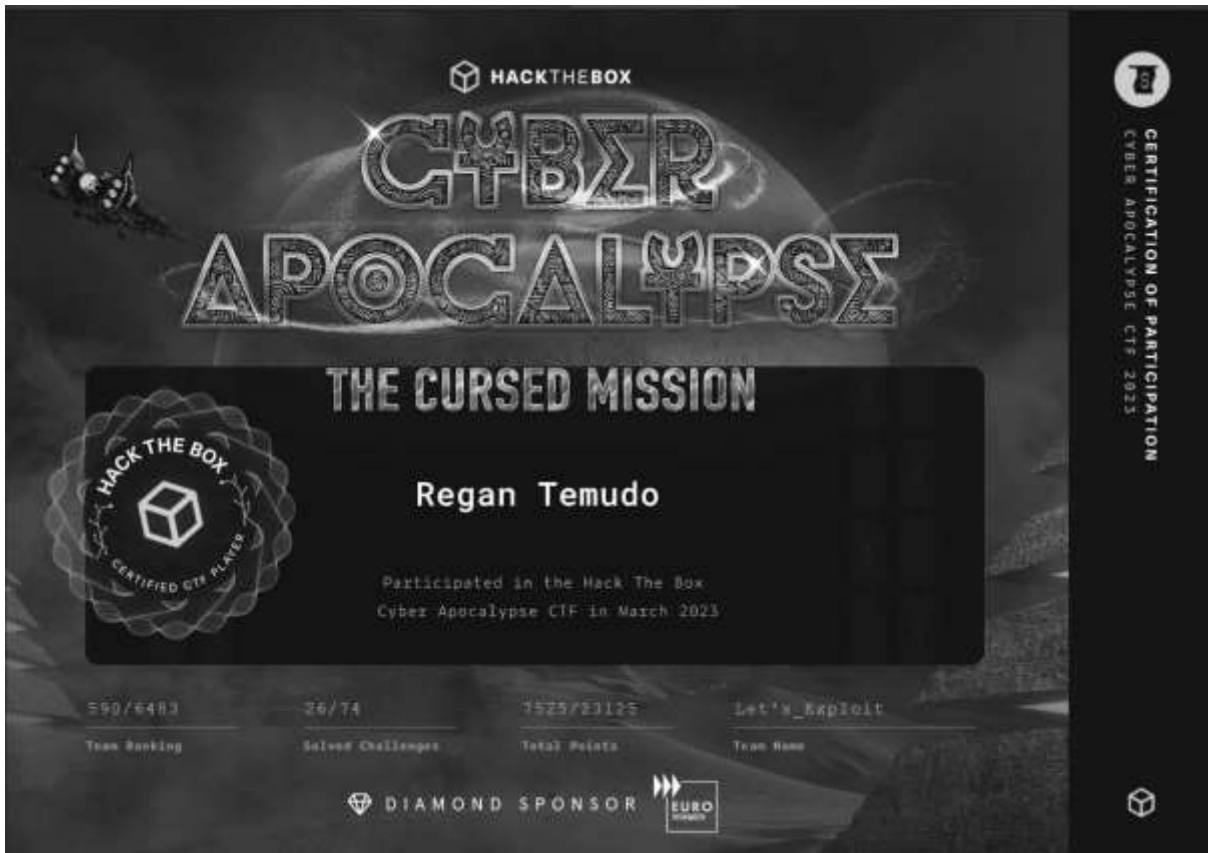 HACKTHEBOX
CYBER
APOCALYPSE
THE CURSED MISSION
HACK THE BOX
CERTIFIED CTF PLAYER
Regan Temudo
Participated in the Hack The Box
Cyber Apocalypse CTF in March 2023
590/6483
Team Ranking
26/74
Solved Challenges
7525/23125
Total Points
Let's_Exploit
Team Name
DIAMOND SPONSOR
EURO
CERTIFICATION OF PARTICIPATION
CYBER APOCALYPSE CTF 2023